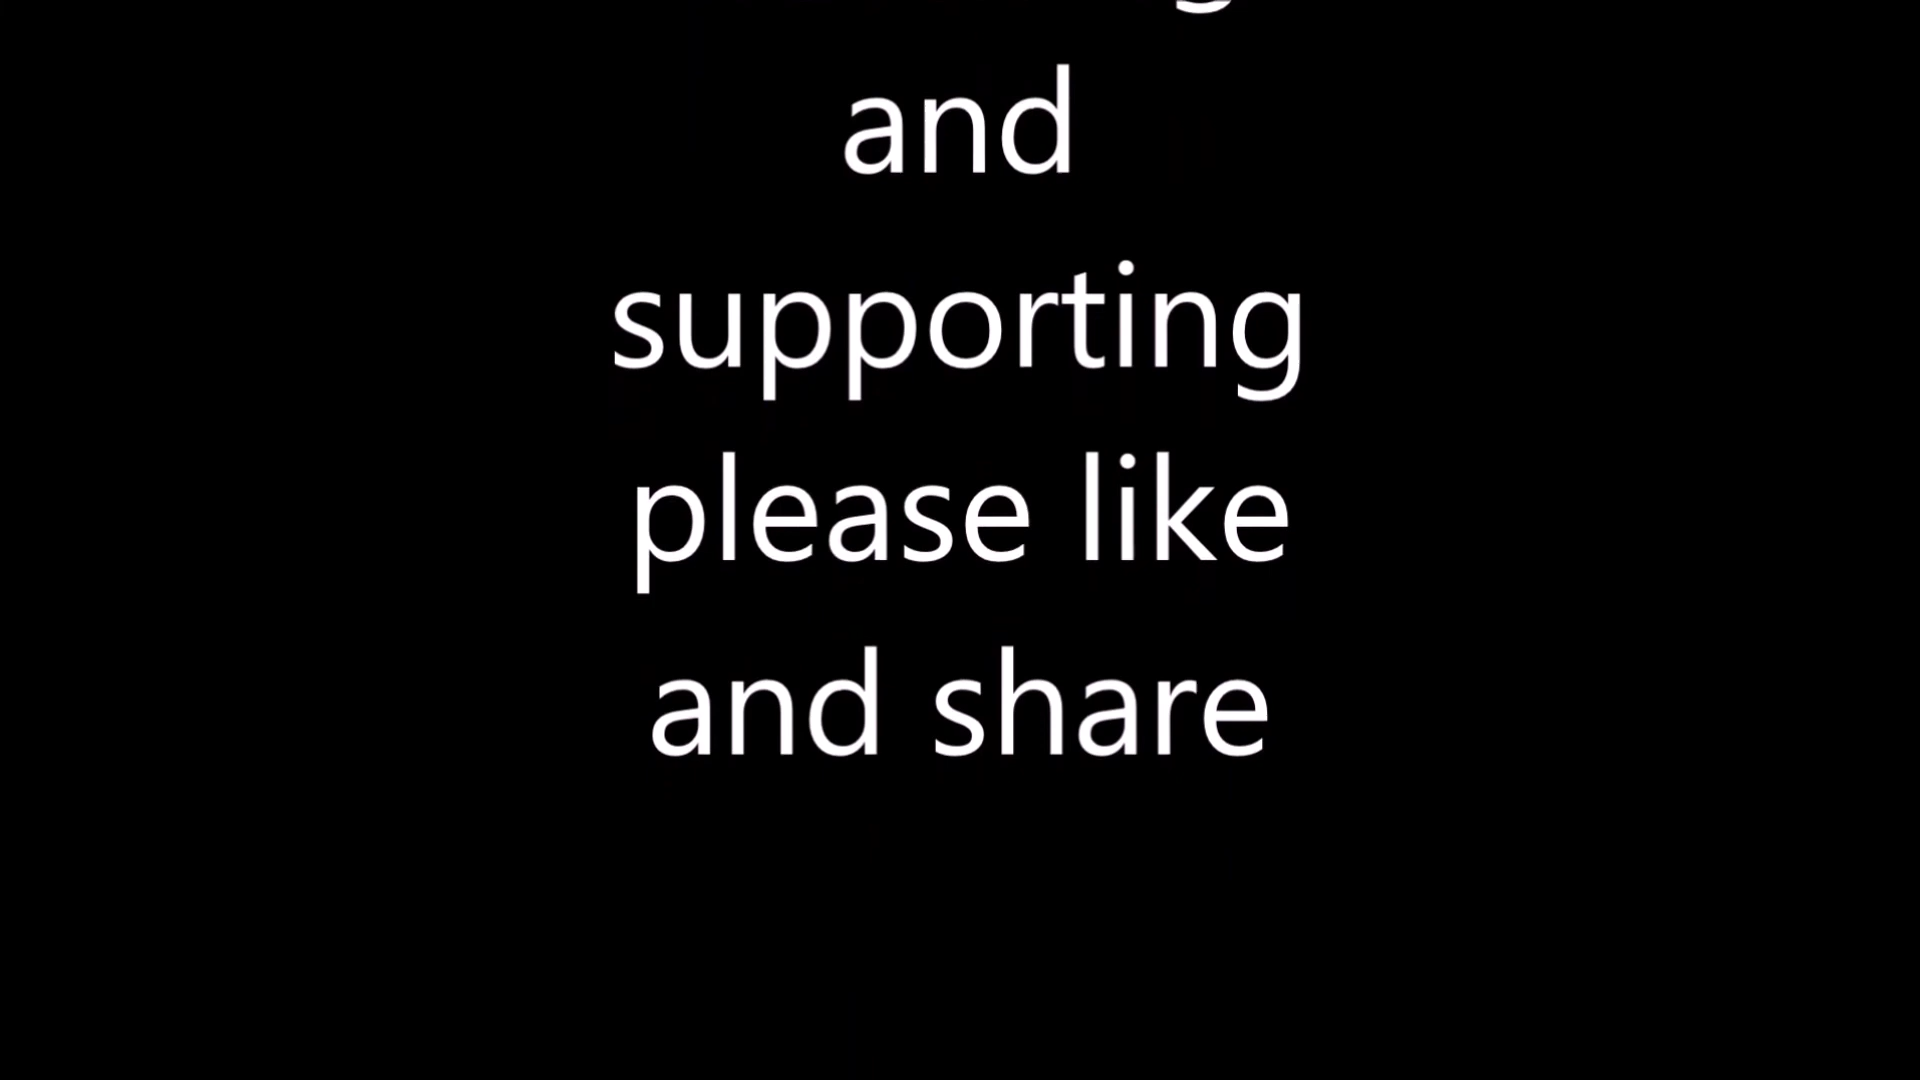 and
supporting
please like
and share